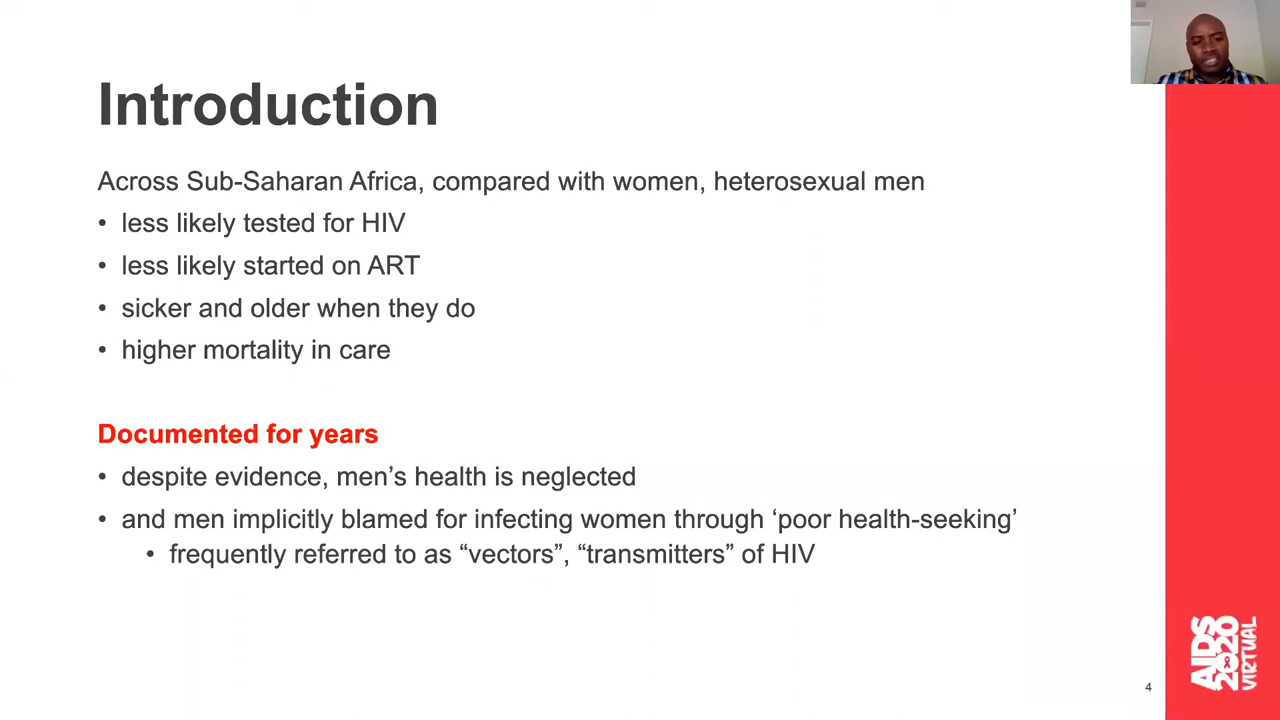 Introduction
Across Sub-Saharan Africa, compared with women, heterosexual men
• less likely tested for HIV
• less likely started on ART
• sicker and older when they do
• higher mortality in care
Documented for years
• despite evidence, men’s health is neglected
• and men implicitly blamed for infecting women through ‘poor health-seeking’
• frequently referred to as “vectors”, “transmitters” of HIV
4
AIDS
2020
VIRTUAL